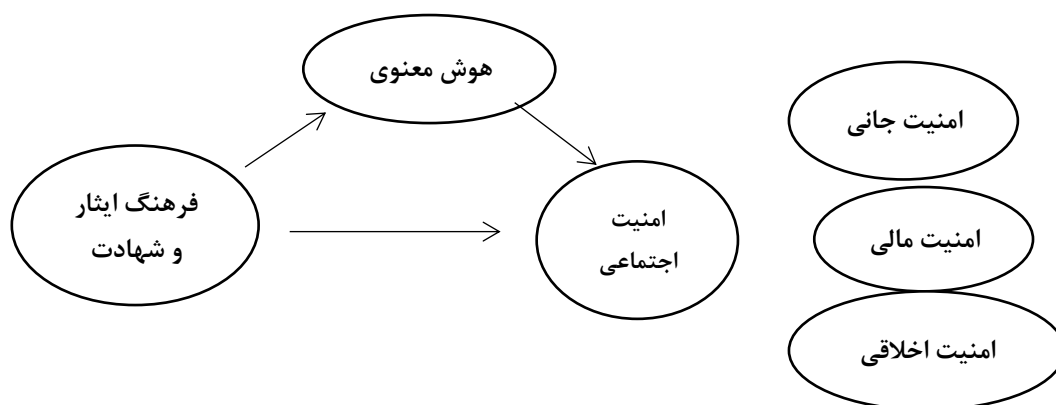 هوش معنوی
فرهنگ ایثار
و شهادت
امنیت
اجتماعی
امنیت جانی
امنیت مالی
امنیت اخلاقی